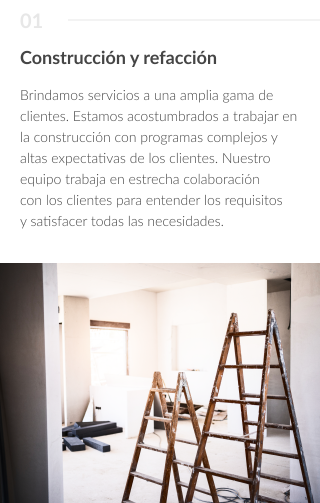 01
Construcción y refacción
Brindamos servicios a una amplia gama de
clientes. Estamos acostumbrados a trabajar en
la construcción con programas complejos y
altas expectativas de los clientes. Nuestro
equipo trabaja en estrecha colaboración
con los clientes para entender los requisitos
y satisfacer todas las necesidades.